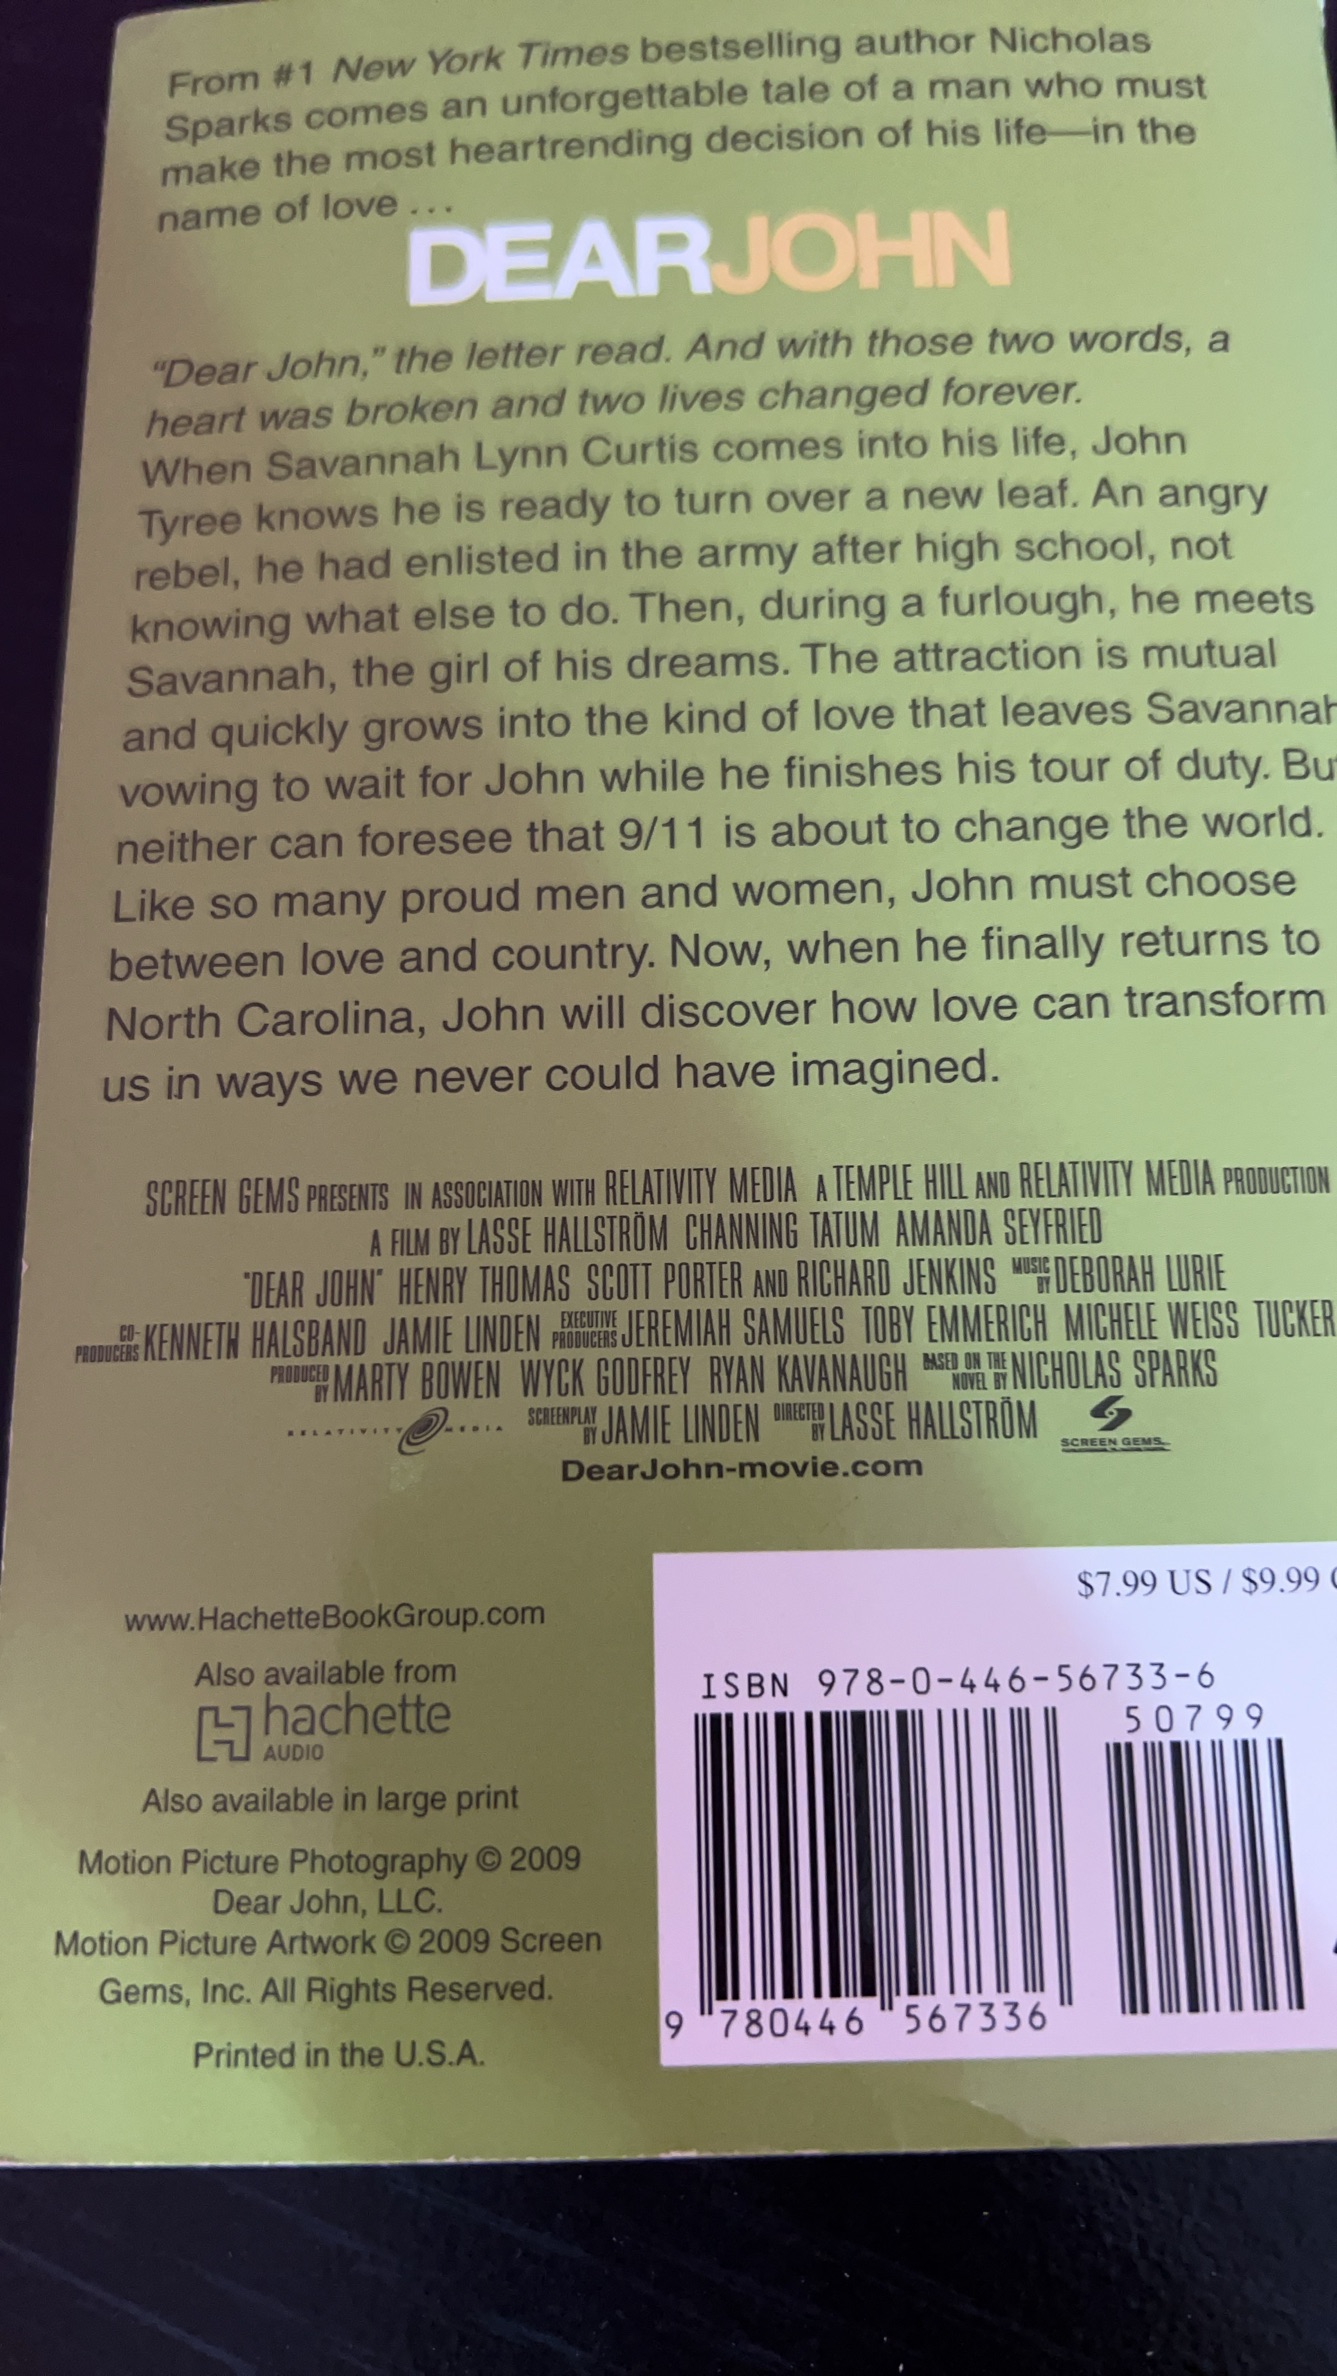 From #1 New York Times bestselling author Nicholas
Sparks comes an unforgettable tale of a man who must
make the most heartrending decision of his life—in the
name of love . . .
DEARJOHN
“Dear John,” the letter read. And with those two words, a
heart was broken and two lives changed forever.
When Savannah Lynn Curtis comes into his life, John
Tyree knows he is ready to turn over a new leaf. An angry
rebel, he had enlisted in the army after high school, not
knowing what else to do. Then, during a furlough, he meets
Savannah, the girl of his dreams. The attraction is mutual
and quickly grows into the kind of love that leaves Savannah
vowing to wait for John while he finishes his tour of duty. But
neither can foresee that 9/11 is about to change the world.
Like so many proud men and women, John must choose
between love and country. Now, when he finally returns to
North Carolina, John will discover how love can transform
us in ways we never could have imagined.
SCREEN GEMS PRESENTS IN ASSOCIATION WITH RELATIVITY MEDIA A TEMPLE HILL AND RELATIVITY MEDIA PRODUCTION
A FILM BY LASSE HALLSTRÖM CHANNING TATUM AMANDA SEYFRIED
"DEAR JOHN" HENRY THOMAS SCOTT PORTER AND RICHARD JENKINS MUSIC BY DEBORAH LURIE
CO-PRODUCERS KENNETH HALSBAND JAMIE LINDEN EXECUTIVE PRODUCERS JEREMIAH SAMUELS TOBY EMMERICH MICHELE WEISS TUCKER
PRODUCED BY MARTY BOWEN WYCK GODFREY RYAN KAVANAUGH BASED ON THE NOVEL BY NICHOLAS SPARKS
RELATIVITY MEDIA SCREENPLAY BY JAMIE LINDEN DIRECTED BY LASSE HALLSTRÖM SCREEN GEMS
DearJohn-movie.com
www.HachetteBookGroup.com
Also available from
hachette
AUDIO
Also available in large print
Motion Picture Photography © 2009
Dear John, LLC.
Motion Picture Artwork © 2009 Screen
Gems, Inc. All Rights Reserved.
Printed in the U.S.A.
$7.99 US / $9.99
ISBN 978-0-446-56733-6
50799
9 780446 567336